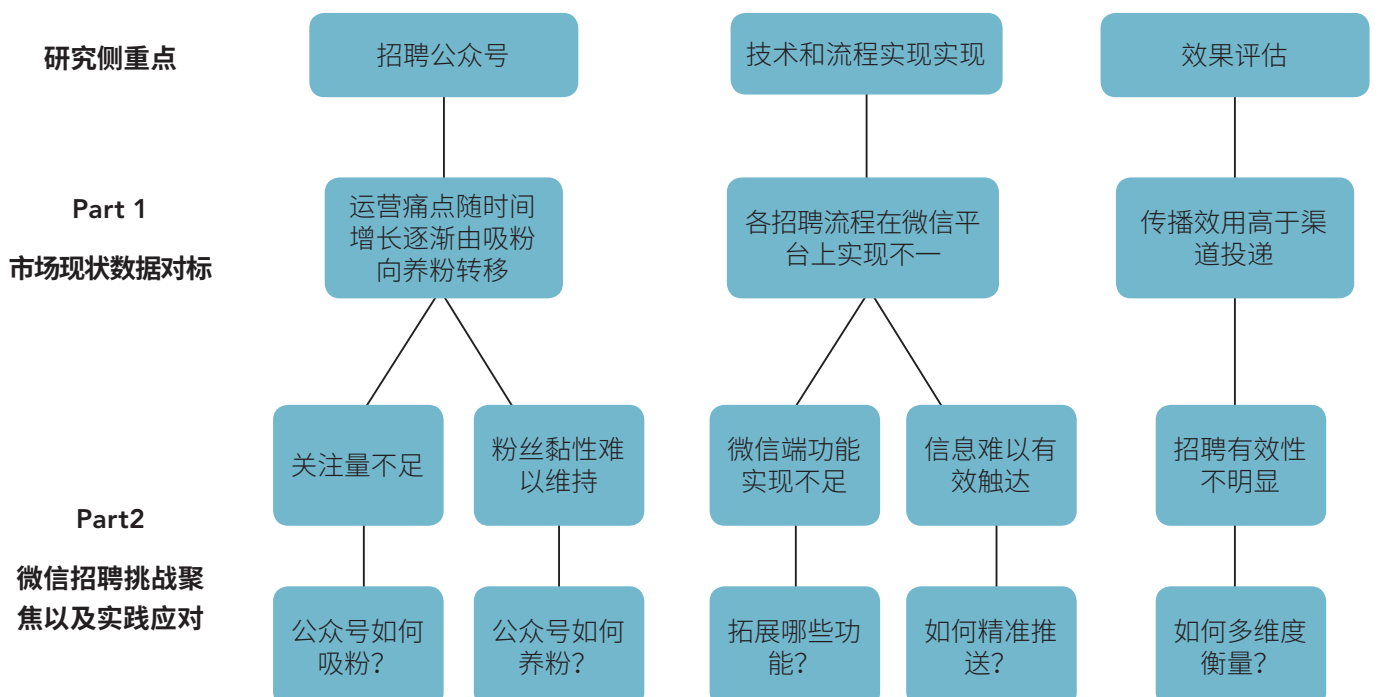 研究侧重点
招聘公众号
技术和流程实现实现
效果评估
Part 1
市场现状数据对标
运营痛点随时间
增长逐渐由吸粉
向养粉转移
各招聘流程在微信平
台上实现不一
传播效用高于渠
道投递
Part2
微信招聘挑战聚
焦以及实践应对
关注量不足
粉丝黏性难
以维持
微信端功能
实现不足
信息难以有
效触达
招聘有效性
不明显
公众号如何
吸粉？
公众号如何
养粉？
拓展哪些功
能？
如何精准推
送？
如何多维度
衡量？